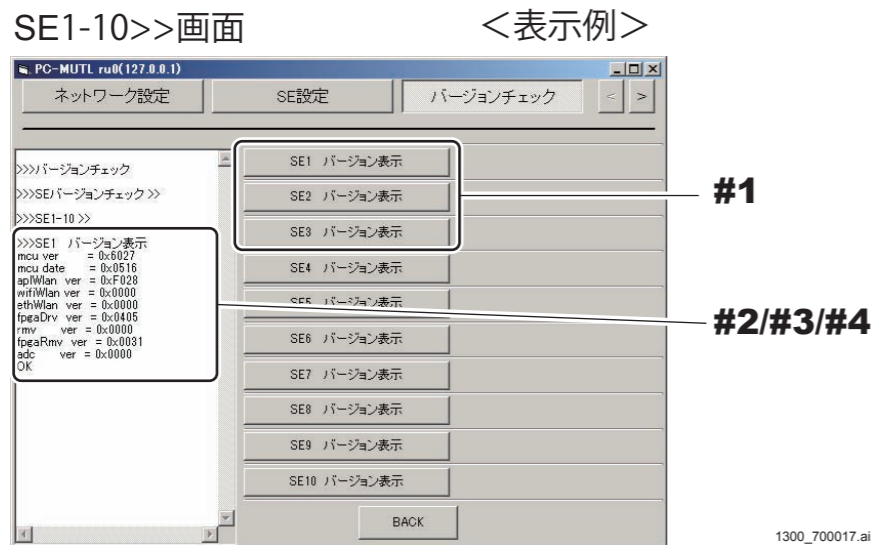 SE1-10>>画面
<表示例>
PC-MUTL ru0(127.0.0.1)
ネットワーク設定
SE設定
バージョンチェック
<
>
>>>バージョンチェック
>>>SEバージョンチェック >>
>>>SE1-10 >>
>>>SE1 バージョン表示
mcu ver = 0x6027
mcu date = 0x0516
aplWlan ver = 0xF028
wifiWlan ver = 0x0000
ethWlan ver = 0x0000
fpgaDrv ver = 0x0405
rmv ver = 0x0000
fpgaRmv ver = 0x0031
adc ver = 0x0000
OK
SE1 バージョン表示
SE2 バージョン表示
SE3 バージョン表示
SE4 バージョン表示
SE5 バージョン表示
SE6 バージョン表示
SE7 バージョン表示
SE8 バージョン表示
SE9 バージョン表示
SE10 バージョン表示
BACK
#1
#2/#3/#4
1300_700017.ai